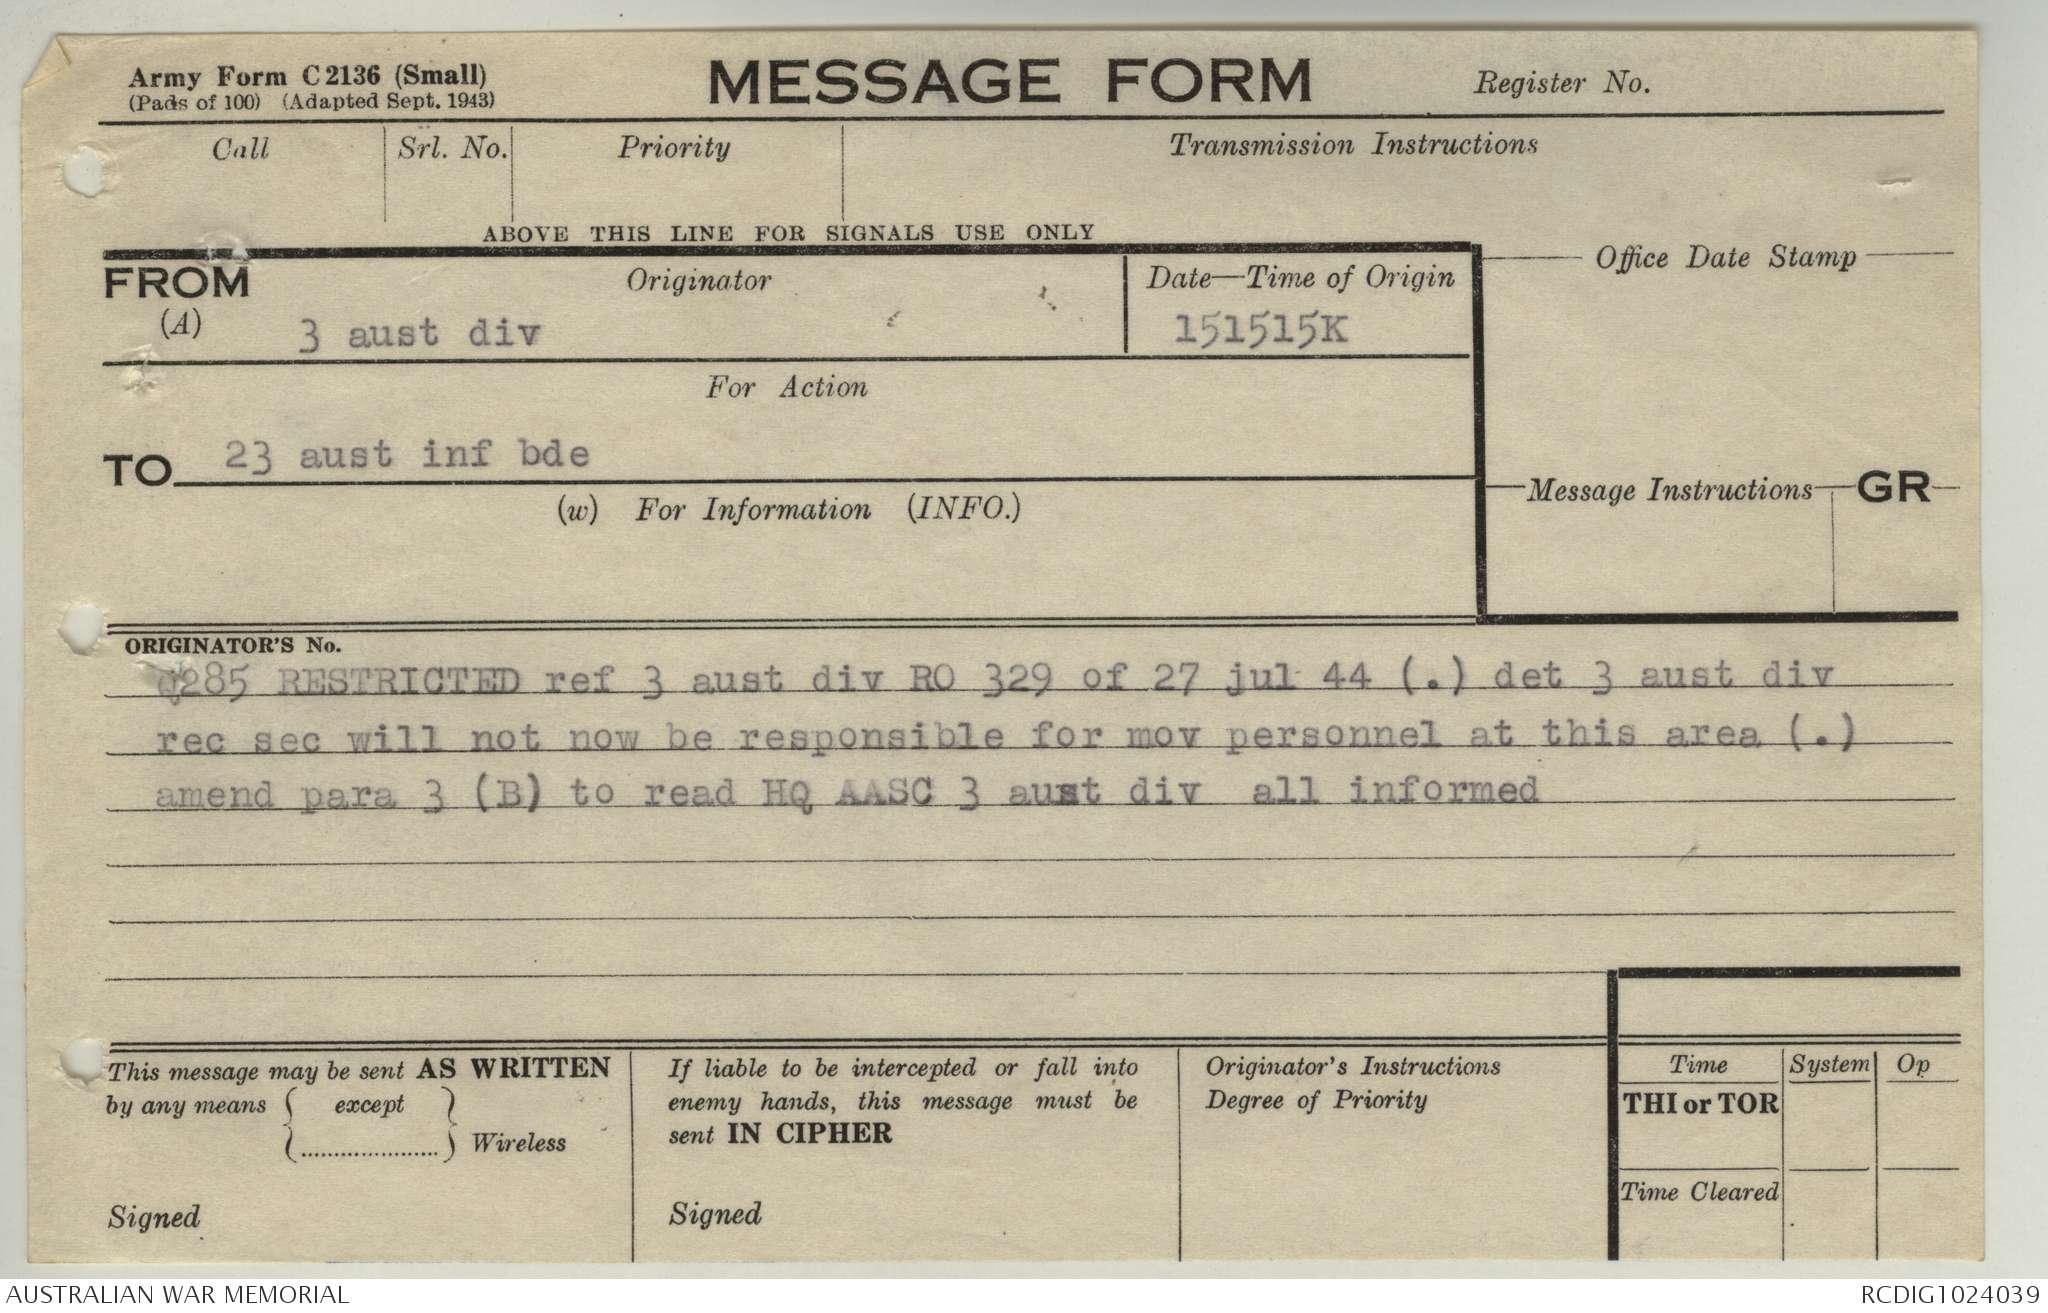 Army Form C 2136 (Small)
(Pads of 100) (Adapted Sept. 1943)
MESSAGE FORM
Register No.
Call
Srl. No.
Priority
Transmission Instructions
ABOVE THIS LINE FOR SIGNALS USE ONLY
FROM
(A)
Originator
3 aust div
Date—Time of Origin
151515K
Office Date Stamp
For Action
TO
23 aust inf bde
(w) For Information (INFO.)
Message Instructions
GR
ORIGINATOR'S No.
Q285 RESTRICTED ref 3 aust div RO 329 of 27 jul 44 (.) det 3 aust div
rec sec will not now be responsible for mov personnel at this area (.)
amend para 3 (B) to read HQ AASC 3 aust div all informed
This message may be sent AS WRITTEN
by any means { except
(.....................) Wireless
Signed
If liable to be intercepted or fall into
enemy hands, this message must be
sent IN CIPHER
Signed
Originator's Instructions
Degree of Priority
Time
System
Op
THI or TOR
Time Cleared
AUSTRALIAN WAR MEMORIAL
RCDIG1024039